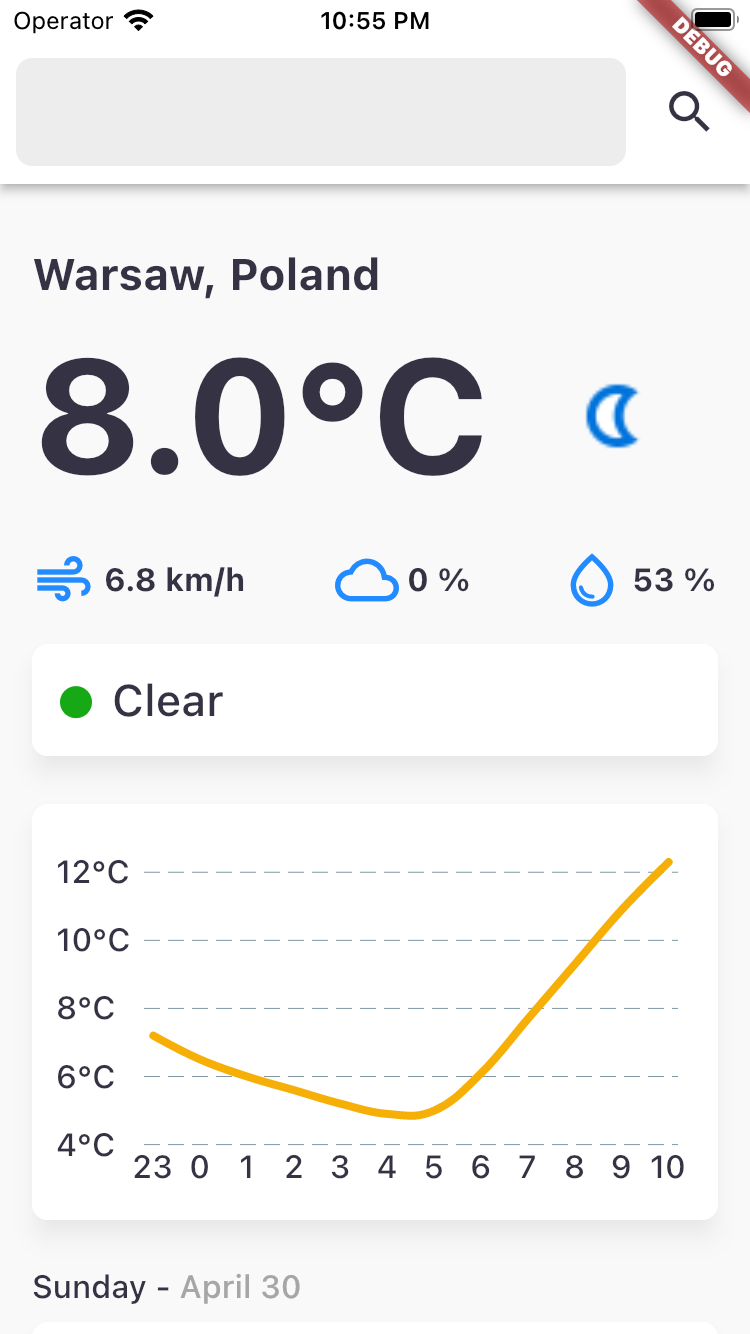 Operator 10:55 PM
DEBUG
Warsaw, Poland
8.0°C
6.8 km/h 0 % 53 %
Clear
12°C
10°C
8°C
6°C
4°C
23 0 1 2 3 4 5 6 7 8 9 10
Sunday - April 30